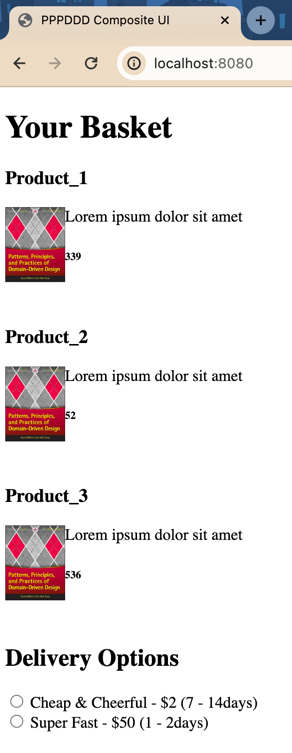 PPPDDD Composite UI
localhost:8080
Your Basket
Product_1
Lorem ipsum dolor sit amet
Patterns, Principles,
and Practices of
Domain-Driven Design
339
Product_2
Lorem ipsum dolor sit amet
Patterns, Principles,
and Practices of
Domain-Driven Design
52
Product_3
Lorem ipsum dolor sit amet
Patterns, Principles,
and Practices of
Domain-Driven Design
536
Delivery Options
Cheap & Cheerful - $2 (7 - 14days)
Super Fast - $50 (1 - 2days)